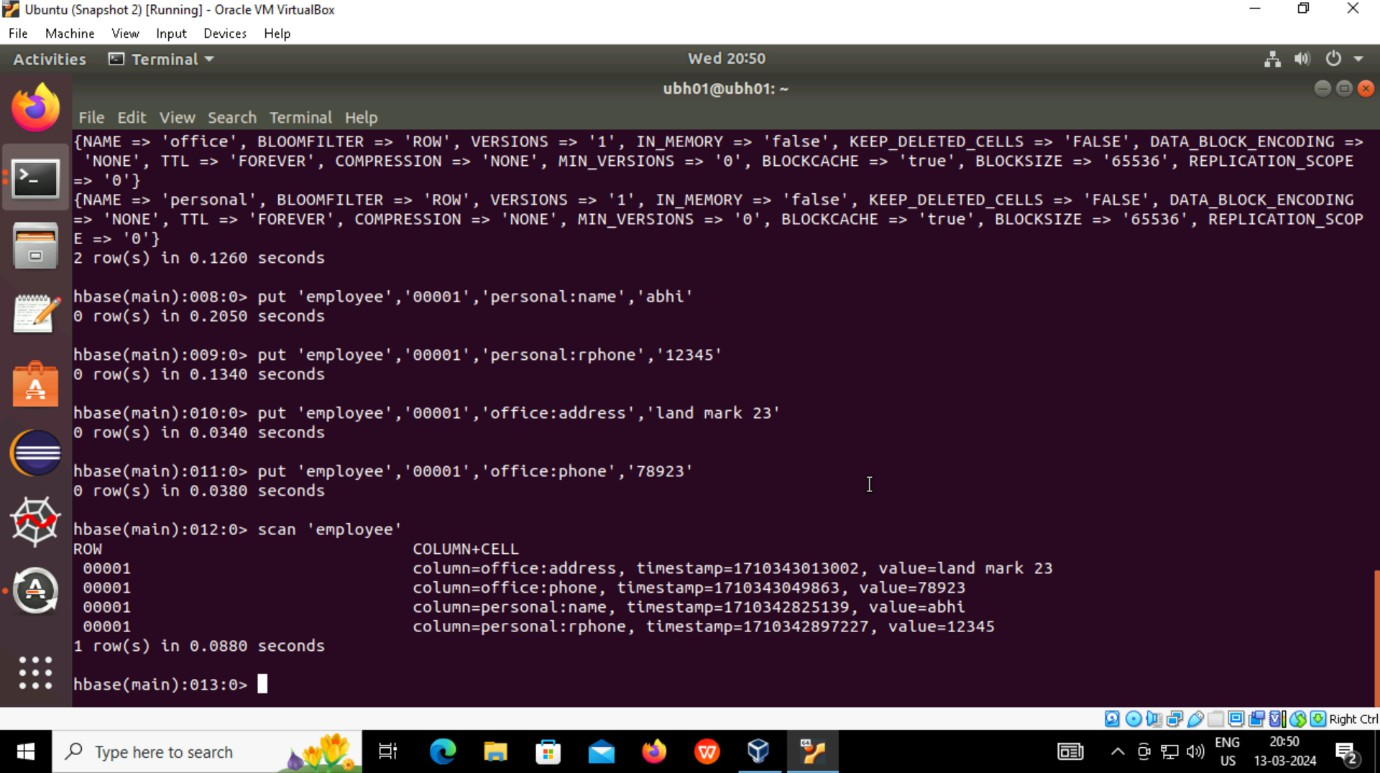 Ubuntu (Snapshot 2) [Running] - Oracle VM VirtualBox
File Machine View Input Devices Help
Activities Terminal Wed 20:50
ubh01@ubh01: ~
File Edit View Search Terminal Help
{NAME => 'office', BLOOMFILTER => 'ROW', VERSIONS => '1', IN_MEMORY => 'false', KEEP_DELETED_CELLS => 'FALSE', DATA_BLOCK_ENCODING =>
'NONE', TTL => 'FOREVER', COMPRESSION => 'NONE', MIN_VERSIONS => '0', BLOCKCACHE => 'true', BLOCKSIZE => '65536', REPLICATION_SCOPE
=> '0'}
{NAME => 'personal', BLOOMFILTER => 'ROW', VERSIONS => '1', IN_MEMORY => 'false', KEEP_DELETED_CELLS => 'FALSE', DATA_BLOCK_ENCODING
=> 'NONE', TTL => 'FOREVER', COMPRESSION => 'NONE', MIN_VERSIONS => '0', BLOCKCACHE => 'true', BLOCKSIZE => '65536', REPLICATION_SCOP
E => '0'}
2 row(s) in 0.1260 seconds
hbase(main):008:0> put 'employee','00001','personal:name','abhi'
0 row(s) in 0.2050 seconds
hbase(main):009:0> put 'employee','00001','personal:rphone','12345'
0 row(s) in 0.1340 seconds
hbase(main):010:0> put 'employee','00001','office:address','land mark 23'
0 row(s) in 0.0340 seconds
hbase(main):011:0> put 'employee','00001','office:phone','78923'
0 row(s) in 0.0380 seconds
hbase(main):012:0> scan 'employee'
ROW COLUMN+CELL
00001 column=office:address, timestamp=1710343013002, value=land mark 23
00001 column=office:phone, timestamp=1710343049863, value=78923
00001 column=personal:name, timestamp=1710342825139, value=abhi
00001 column=personal:rphone, timestamp=1710342897227, value=12345
1 row(s) in 0.0880 seconds
hbase(main):013:0>
Right Ctrl
Type here to search
ENG
US
20:50
13-03-2024
2